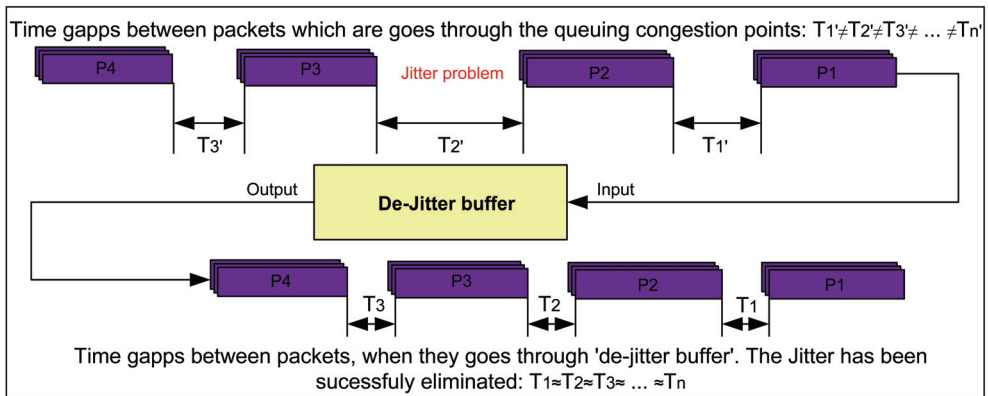 Time gapps between packets which are goes through the queuing congestion points: T1'≠T2'≠T3'≠ ... ≠Tn'
P4
P3
Jitter problem
P2
P1
T3'
T2'
T1'
Output
De-Jitter buffer
Input
P4
P3
P2
P1
T3
T2
T1
Time gapps between packets, when they goes through 'de-jitter buffer'. The Jitter has been
sucessfuly eliminated: T1≈T2≈T3≈ ... ≈Tn